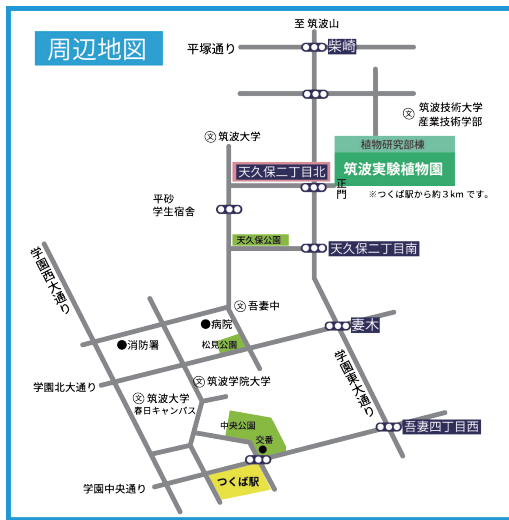 周辺地図
至 筑波山
平塚通り
柴崎
筑波技術大学
産業技術学部
文
文
筑波大学
植物研究部棟
筑波実験植物園
天久保二丁目北
正門
※つくば駅から約3kmです。
平砂
学生宿舎
天久保公園
天久保二丁目南
学園西大通り
文
吾妻中
病院
消防署
松見公園
妻木
学園東大通り
学園北大通り
文
筑波学院大学
文
筑波大学
春日キャンパス
中央公園
交番
吾妻四丁目西
つくば駅
学園中央通り